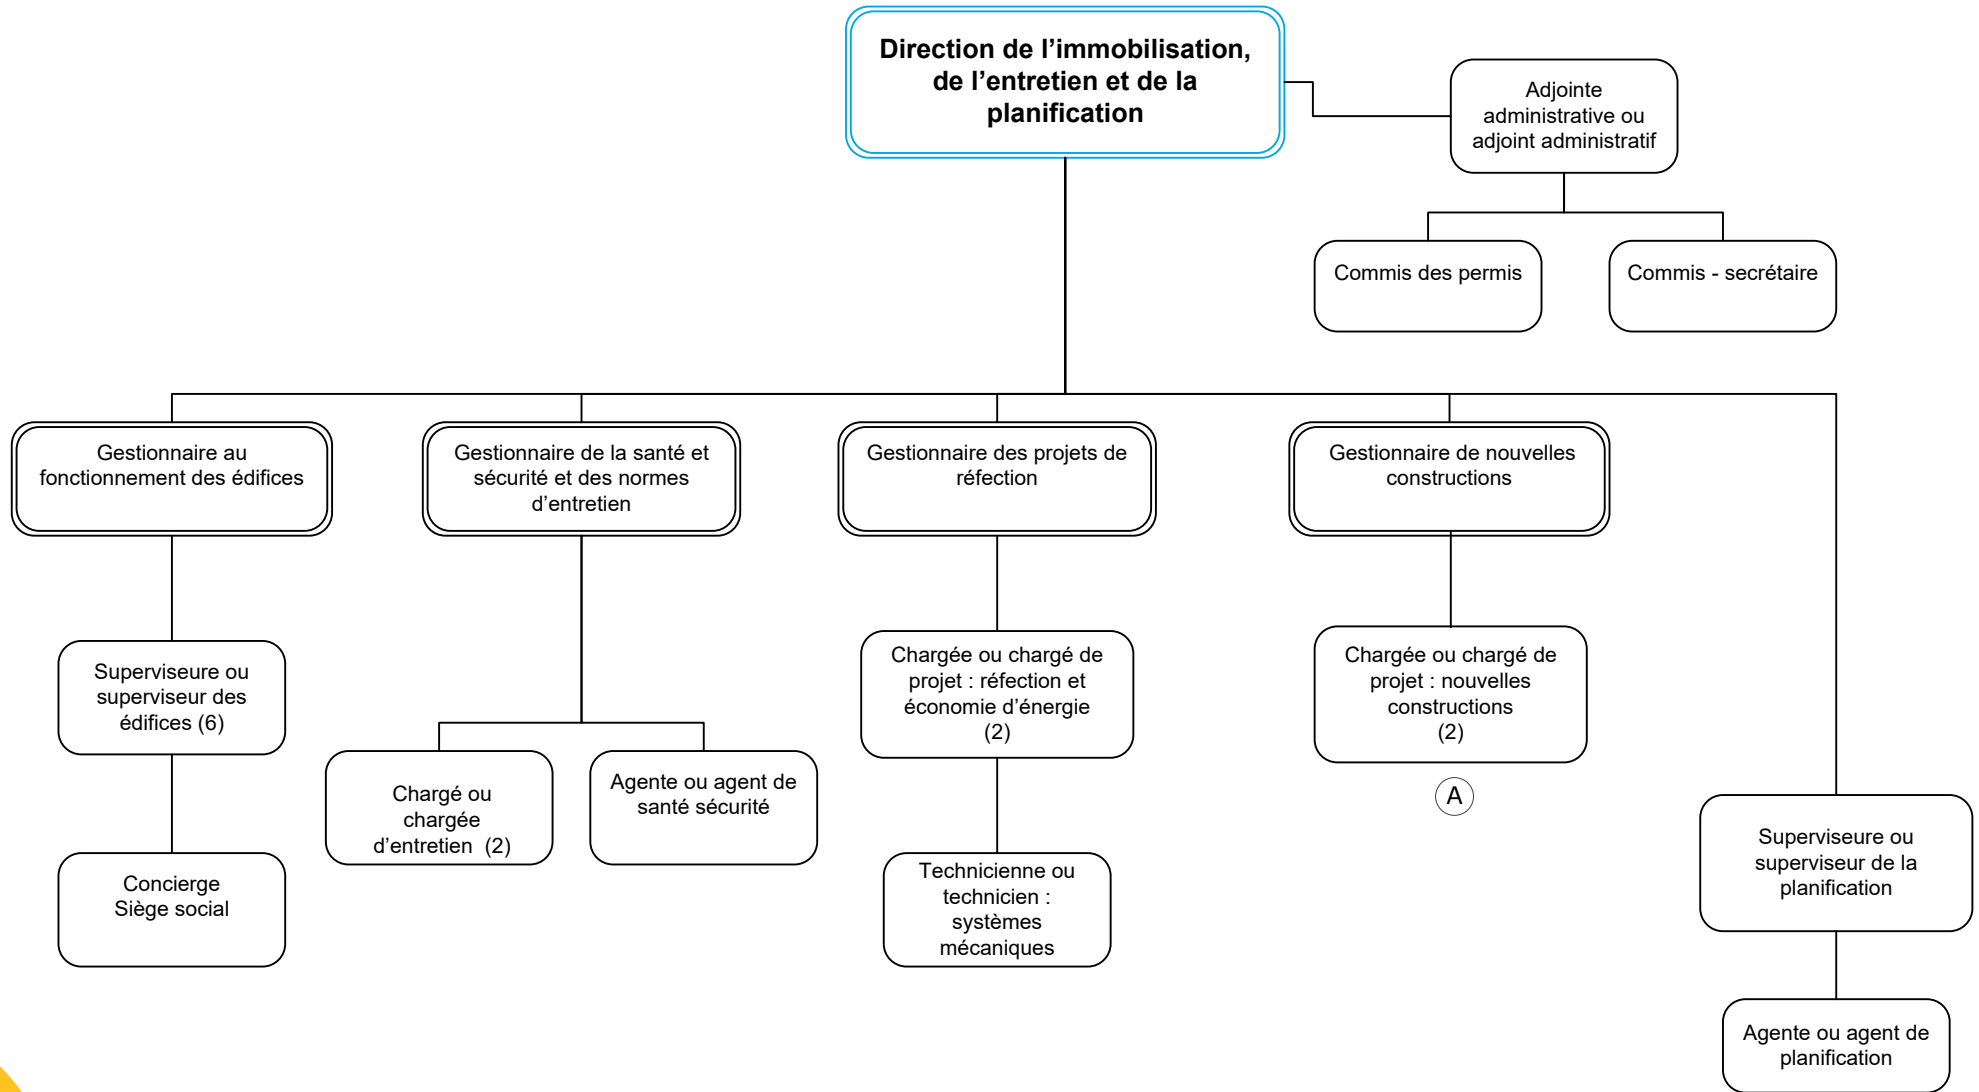 Direction de l’immobilisation,
de l’entretien et de la
planification
Adjointe
administrative ou
adjoint administratif
Commis des permis
Commis - secrétaire
Gestionnaire au
fonctionnement des édifices
Gestionnaire de la santé et
sécurité et des normes
d’entretien
Gestionnaire des projets de
réfection
Gestionnaire de nouvelles
constructions
Superviseure ou
superviseur des
édifices (6)
Chargée ou chargé de
projet : réfection et
économie d’énergie
(2)
Chargée ou chargé de
projet : nouvelles
constructions
(2)
A
Chargé ou
chargée
d’entretien  (2)
Agente ou agent de
santé sécurité
Superviseure ou
superviseur de la
planification
Concierge
Siège social
Technicienne ou
technicien :
systèmes
mécaniques
Agente ou agent de
planification